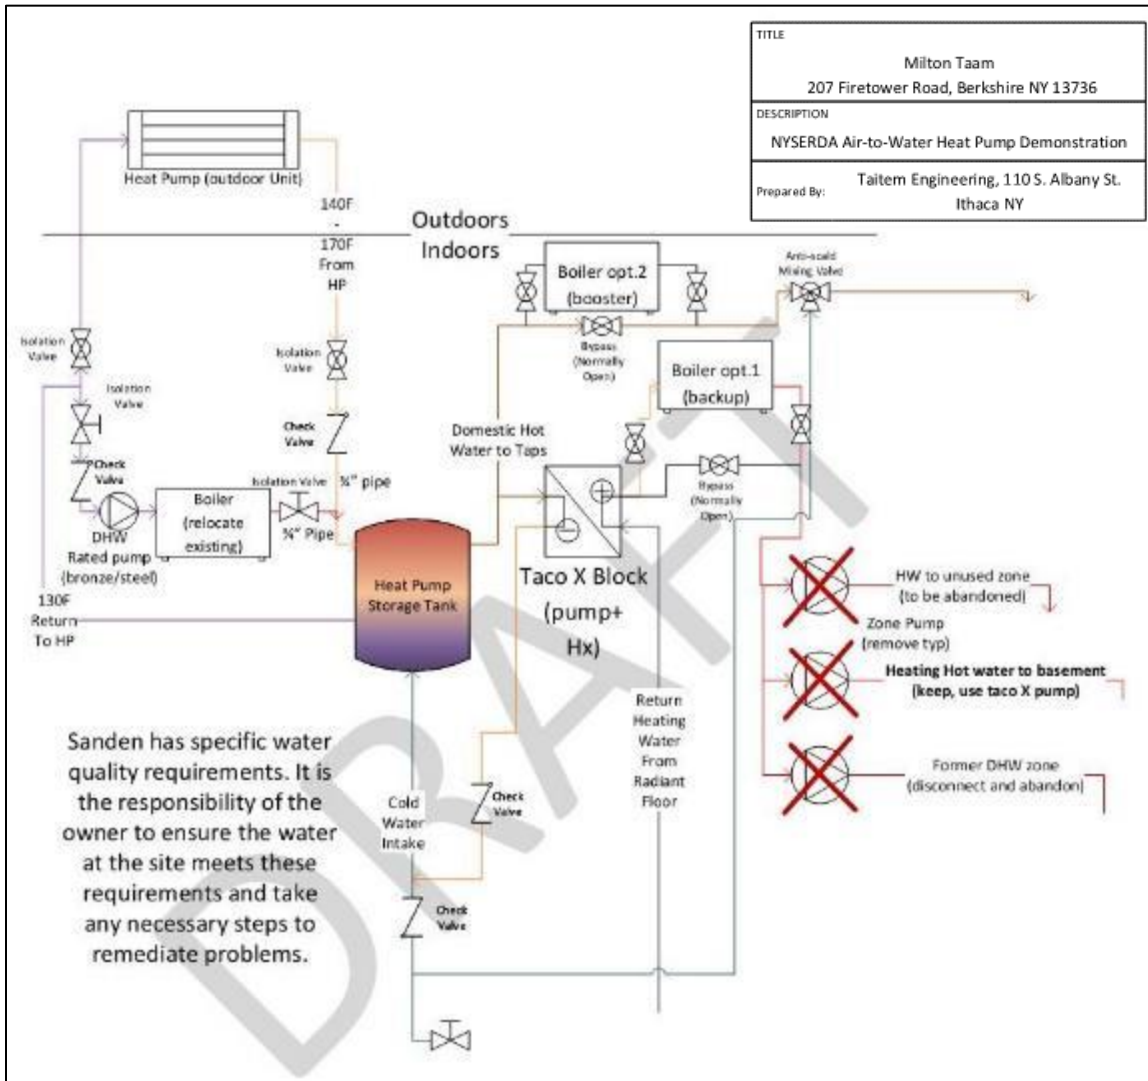 TITLE
Milton Taam
207 Firetower Road, Berkshire NY 13736
DESCRIPTION
NYSERDA Air-to-Water Heat Pump Demonstration
Prepared By:
Taitem Engineering, 110 S. Albany St.
Ithaca NY
Heat Pump (outdoor Unit)
140F
-
170F
From
HP
Outdoors
Indoors
Boiler opt.2
(booster)
Anti-scald
Mixing Valve
Bypass
(Normally
Open)
Isolation
Valve
Isolation
Valve
Isolation
Valve
Boiler opt.1
(backup)
Check
Valve
Domestic Hot
Water to Taps
Check
Valve
Isolation Valve
¾" pipe
Bypass
(Normally
Open)
Boiler
(relocate
existing)
¾" Pipe
DHW
Rated pump
(bronze/steel)
130F
Return
To HP
Heat Pump
Storage Tank
Taco X Block
(pump+
Hx)
HW to unused zone
(to be abandoned)
Zone Pump
(remove typ)
Heating Hot water to basement
(keep, use taco X pump)
Return
Heating
Water
From
Radiant
Floor
Former DHW zone
(disconnect and abandon)
Sanden has specific water
quality requirements. It is
the responsibility of the
owner to ensure the water
at the site meets these
requirements and take
any necessary steps to
remediate problems.
Cold
Water
Intake
Check
Valve
Check
Valve
DRAFT